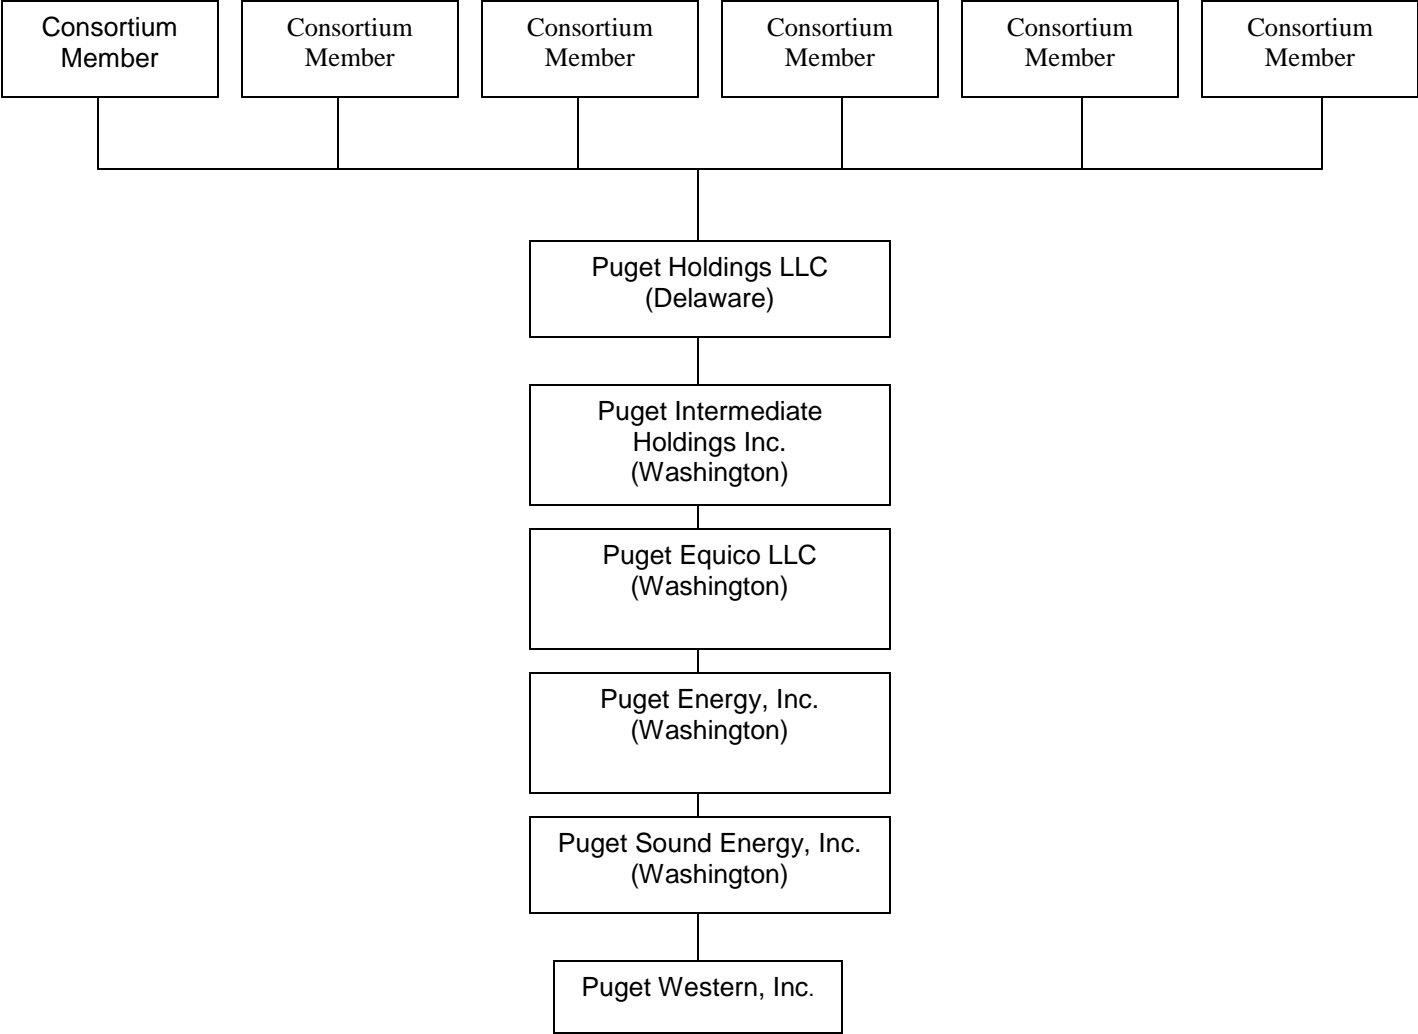 Consortium
Member
Consortium
Member
Consortium
Member
Consortium
Member
Consortium
Member
Consortium
Member
Puget Holdings LLC
(Delaware)
Puget Intermediate
Holdings Inc.
(Washington)
Puget Equico LLC
(Washington)
Puget Energy, Inc.
(Washington)
Puget Sound Energy, Inc.
(Washington)
Puget Western, Inc.